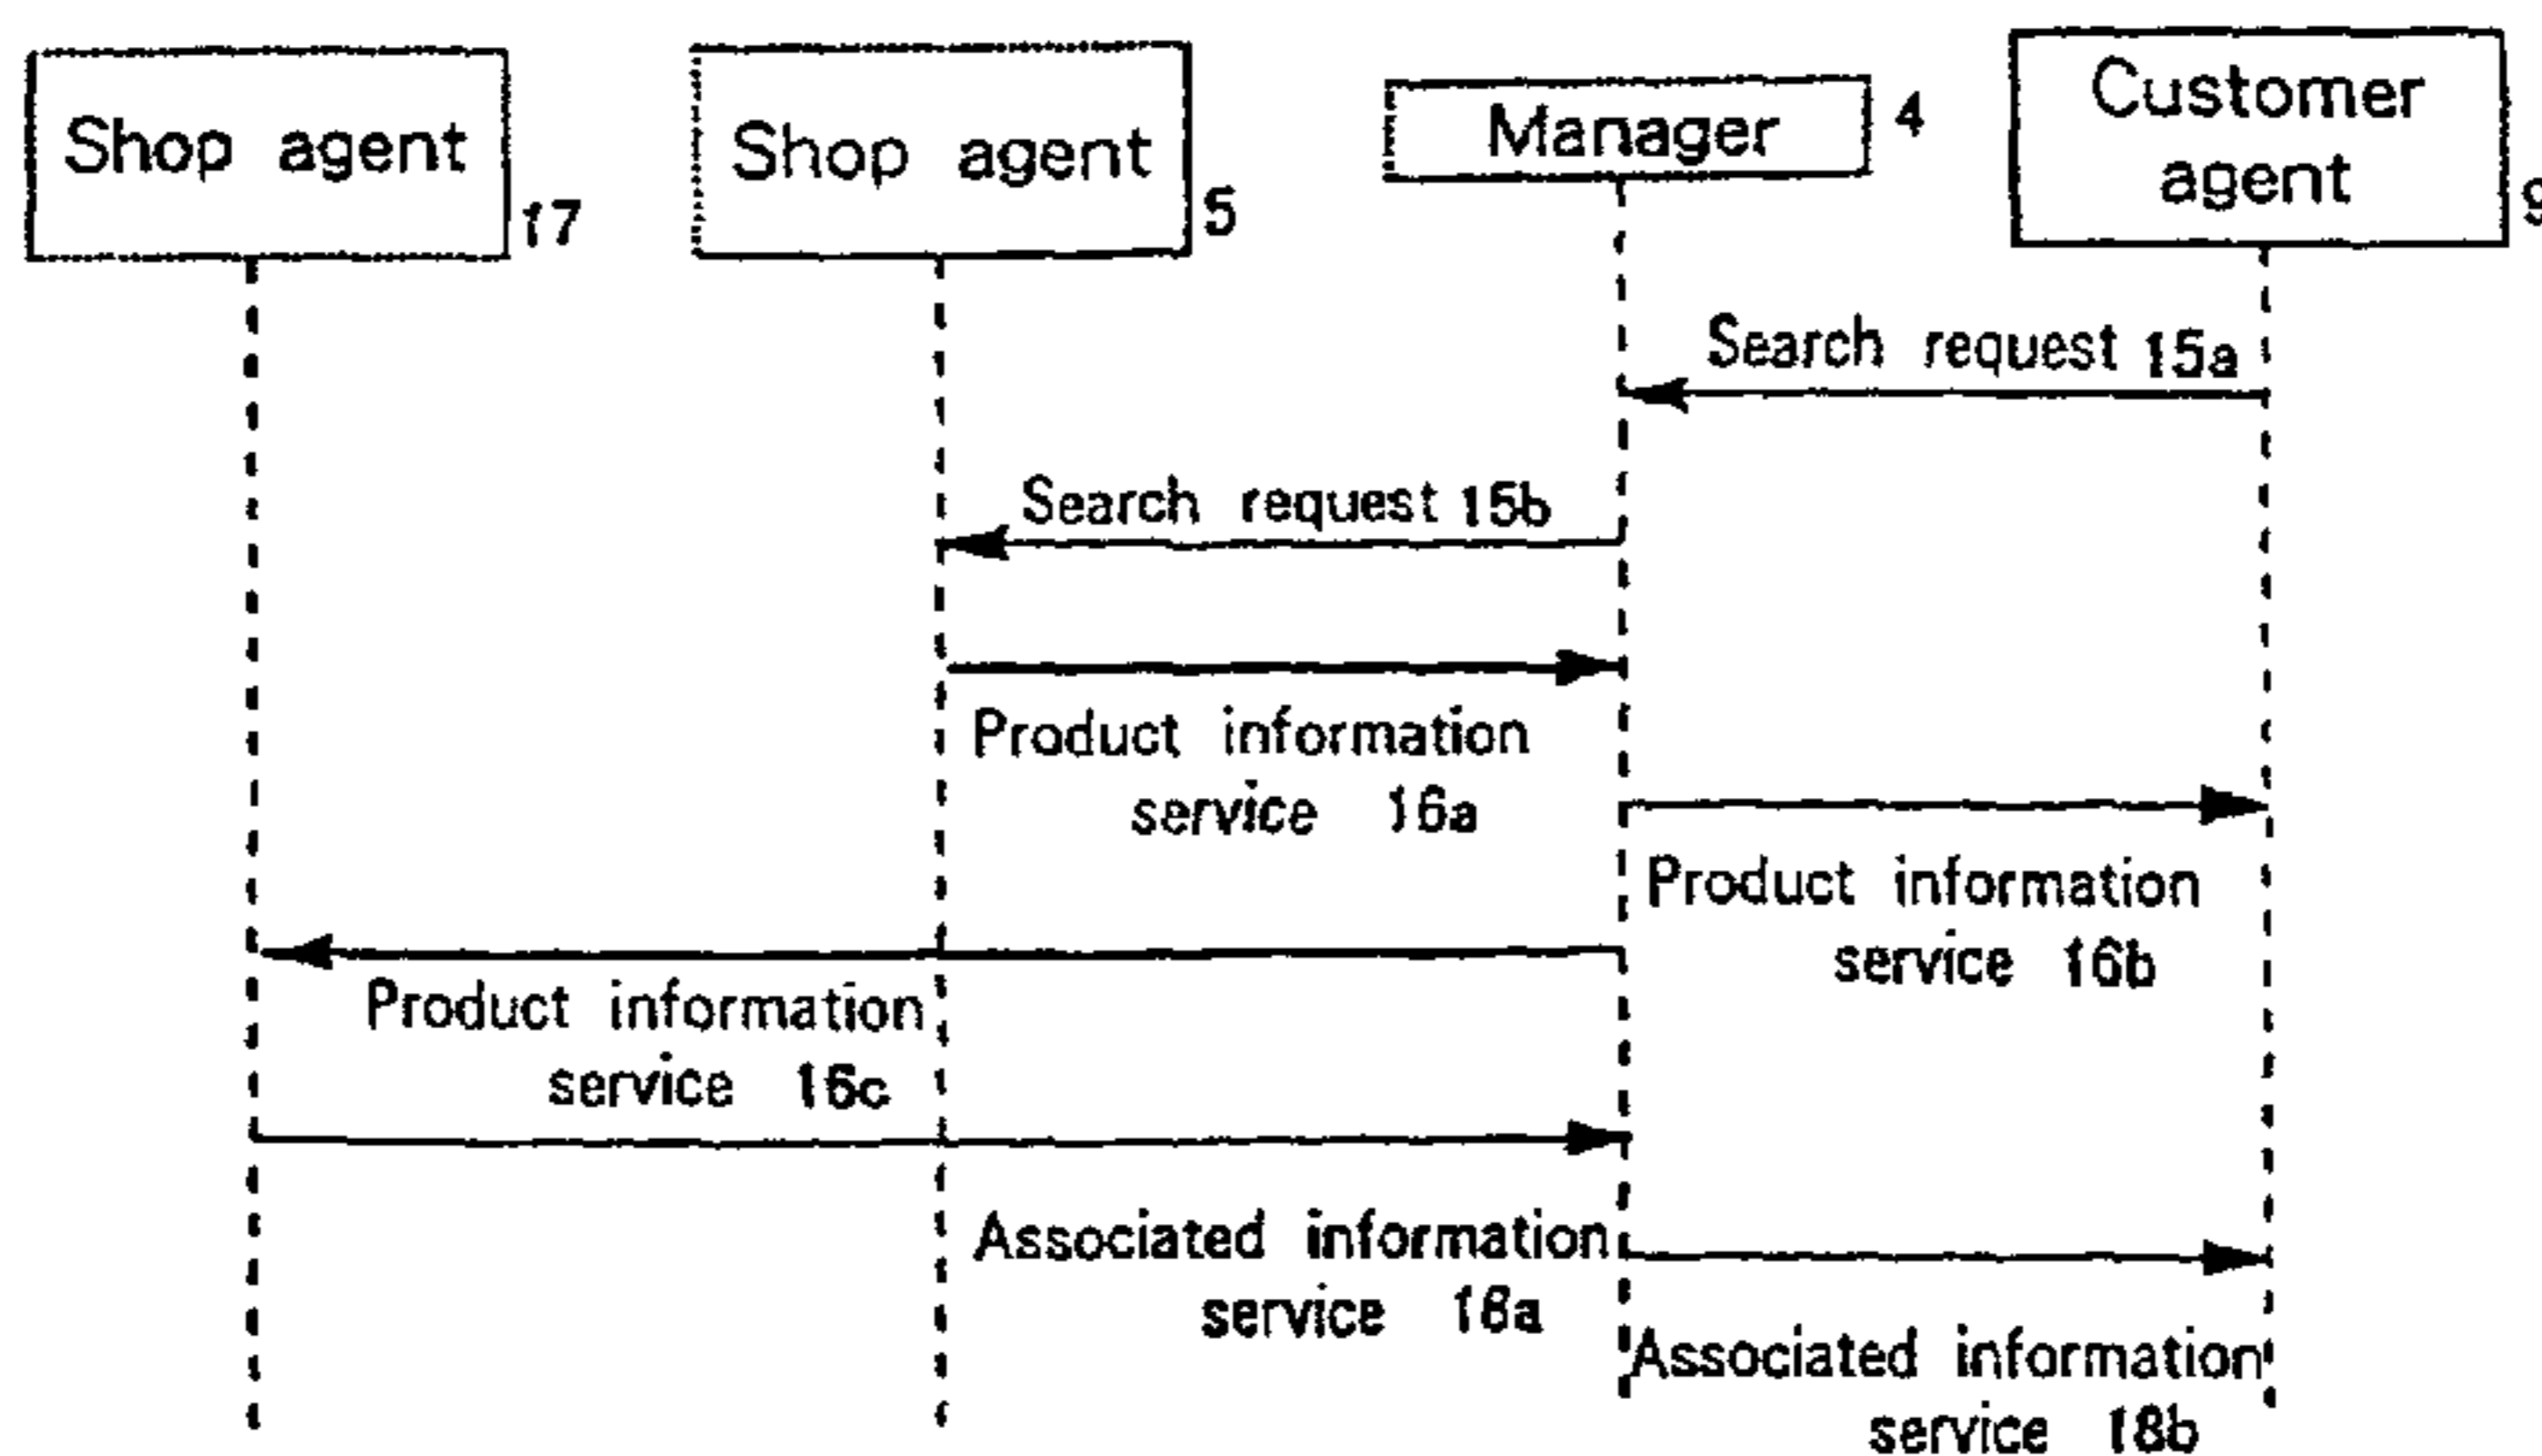 Shop agent
17
Shop agent
5
Manager
4
Customer
agent
9
Search request 15a
Search request 15b
Product information
service 16a
Product information
service 16b
Product information
service 16c
Associated information
service 18a
Associated information
service 18b